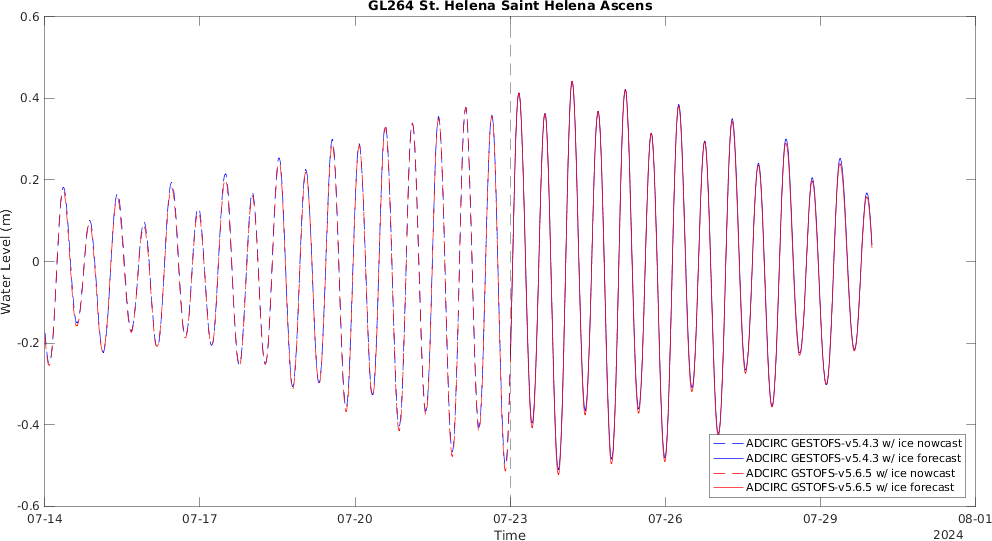 GL264 St. Helena Saint Helena Ascens
0.6
0.4
0.2
0
-0.2
-0.4
-0.6
Water Level (m)
07-14 07-17 07-20 07-23 07-26 07-29 08-01
Time
2024
ADCIRC GESTOFS-v5.4.3 w/ ice nowcast
ADCIRC GESTOFS-v5.4.3 w/ ice forecast
ADCIRC GSTOFS-v5.6.5 w/ ice nowcast
ADCIRC GSTOFS-v5.6.5 w/ ice forecast